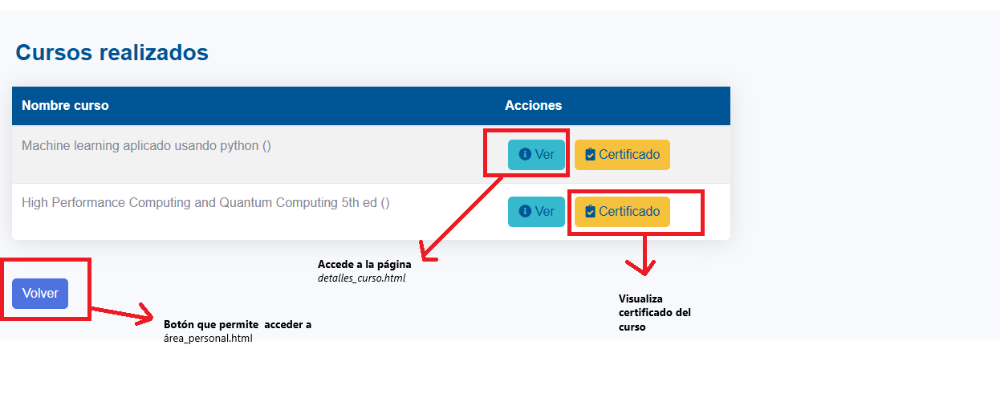 Cursos realizados
Nombre curso Acciones
Machine learning aplicado usando python () Ver Certificado
High Performance Computing and Quantum Computing 5th ed () Ver Certificado
Accede a la página
detalles_curso.html
Volver
Visualiza
certificado del
curso
Botón que permite acceder a
área_personal.html